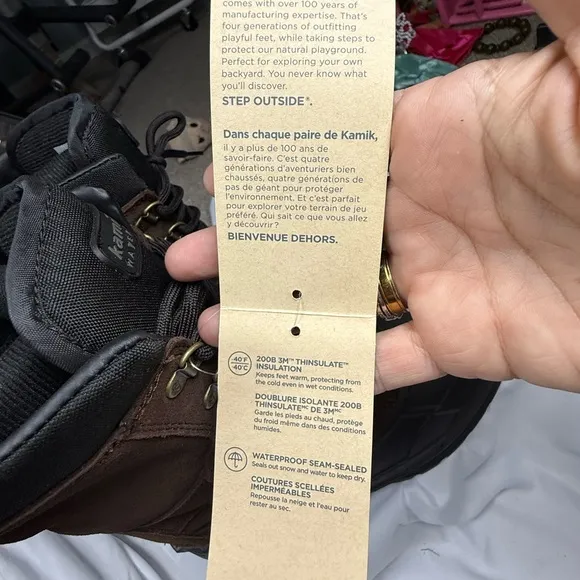 comes with over 100 years of
manufacturing expertise. That's
four generations of outfitting
playful feet, while taking steps to
protect our natural playground.
Perfect for exploring your own
backyard. You never know what
you'll discover.
STEP OUTSIDE®.
Dans chaque paire de Kamik,
il y a plus de 100 ans de
savoir-faire. C'est quatre
générations d'aventuriers bien
chaussés, quatre générations de
pas de géant pour protéger
l'environnement. Et c'est parfait
pour explorer votre terrain de jeu
préféré. Qui sait ce que vous allez
y découvrir?
BIENVENUE DEHORS.
-40°F
-40°C
200B 3M™ THINSULATE™
INSULATION
Keeps feet warm, protecting from
the cold even in wet conditions.
DOUBLURE ISOLANTE 200B
THINSULATEᴹᶜ DE 3Mᴹᶜ
Garde les pieds au chaud, protège
du froid même dans des conditions
humides.
WATERPROOF SEAM-SEALED
Seals out snow and water to keep dry.
COUTURES SCELLÉES
IMPERMÉABLES
Repousse la neige et l'eau pour
rester au sec.
kamik